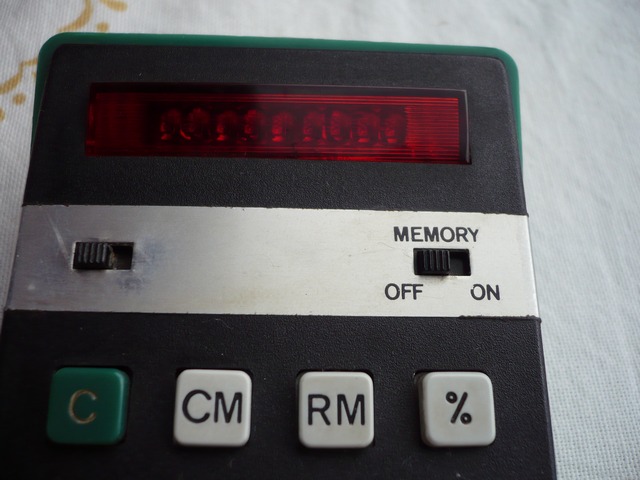 MEMORY
OFF ON
C CM RM %